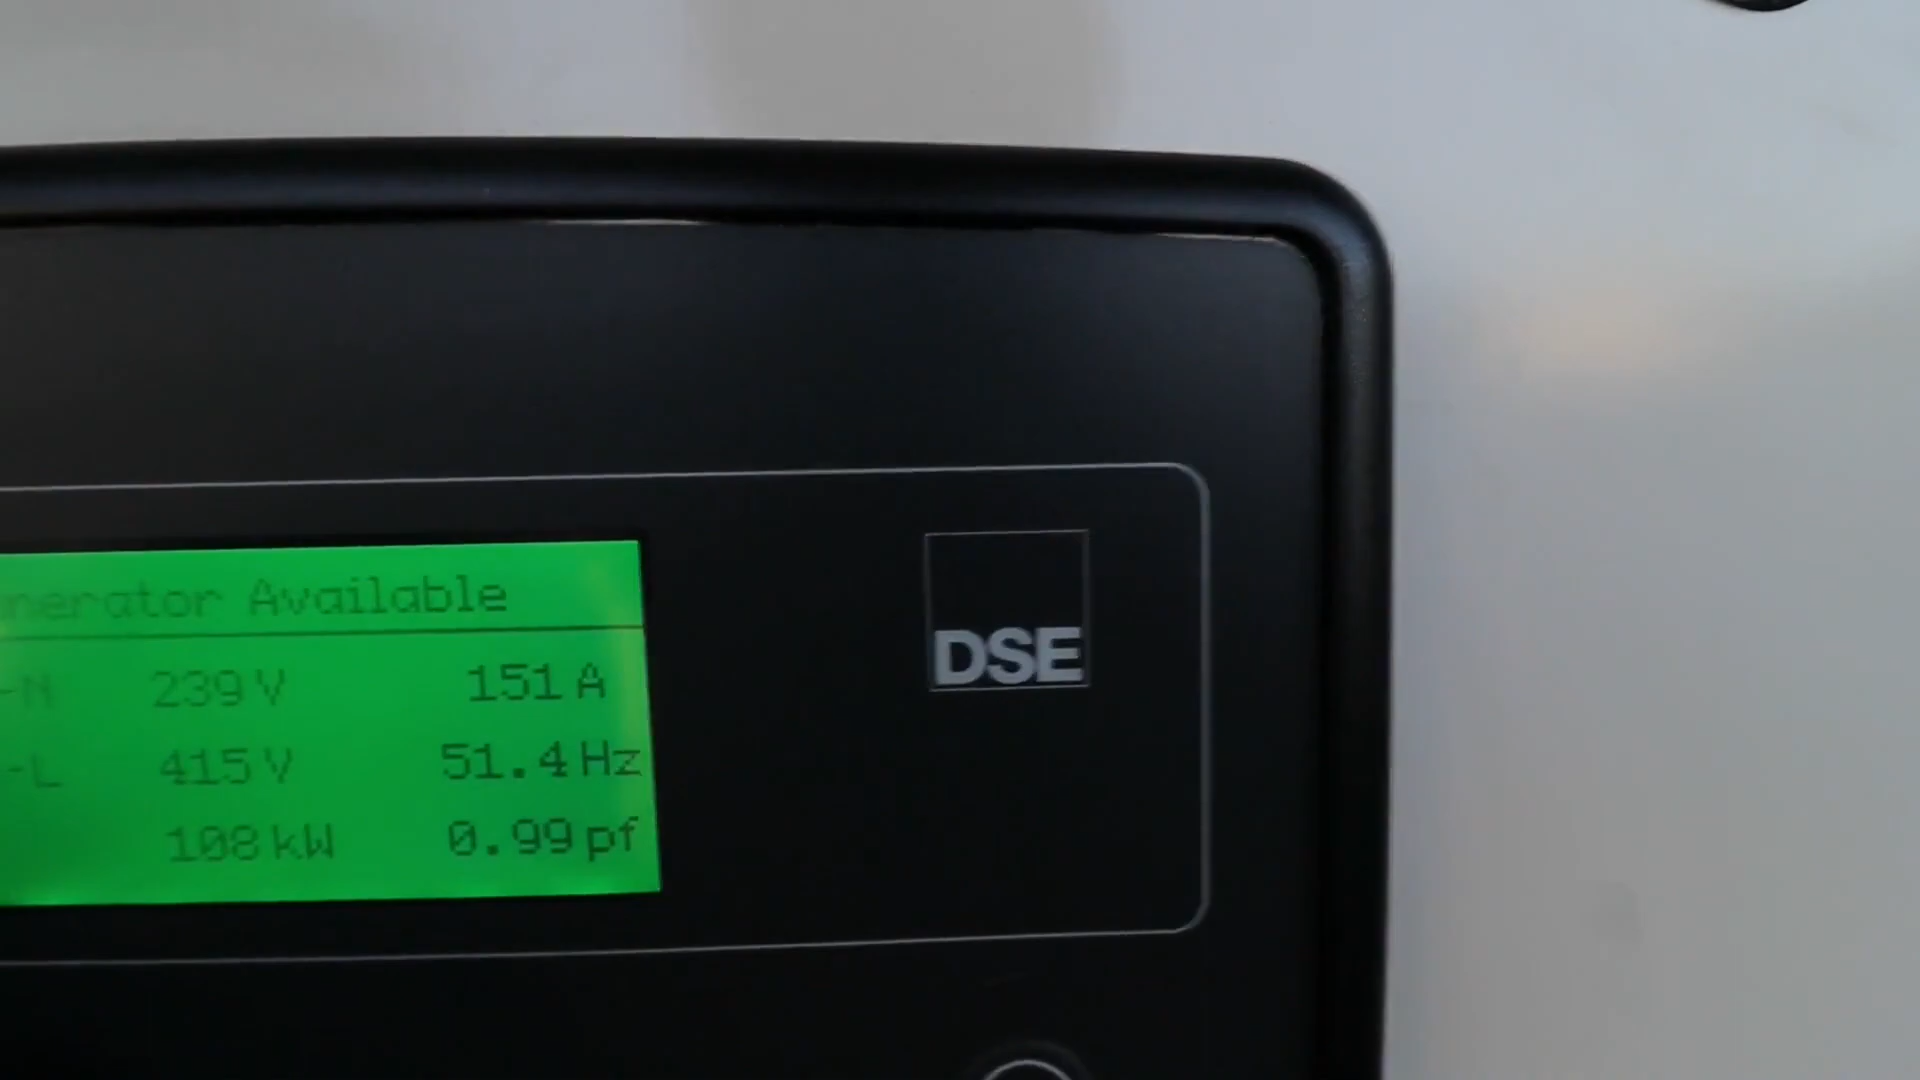 nerator Available
-N 239 V 151 A
-L 415 V 51.4 Hz
108 kW 0.99 pf
DSE